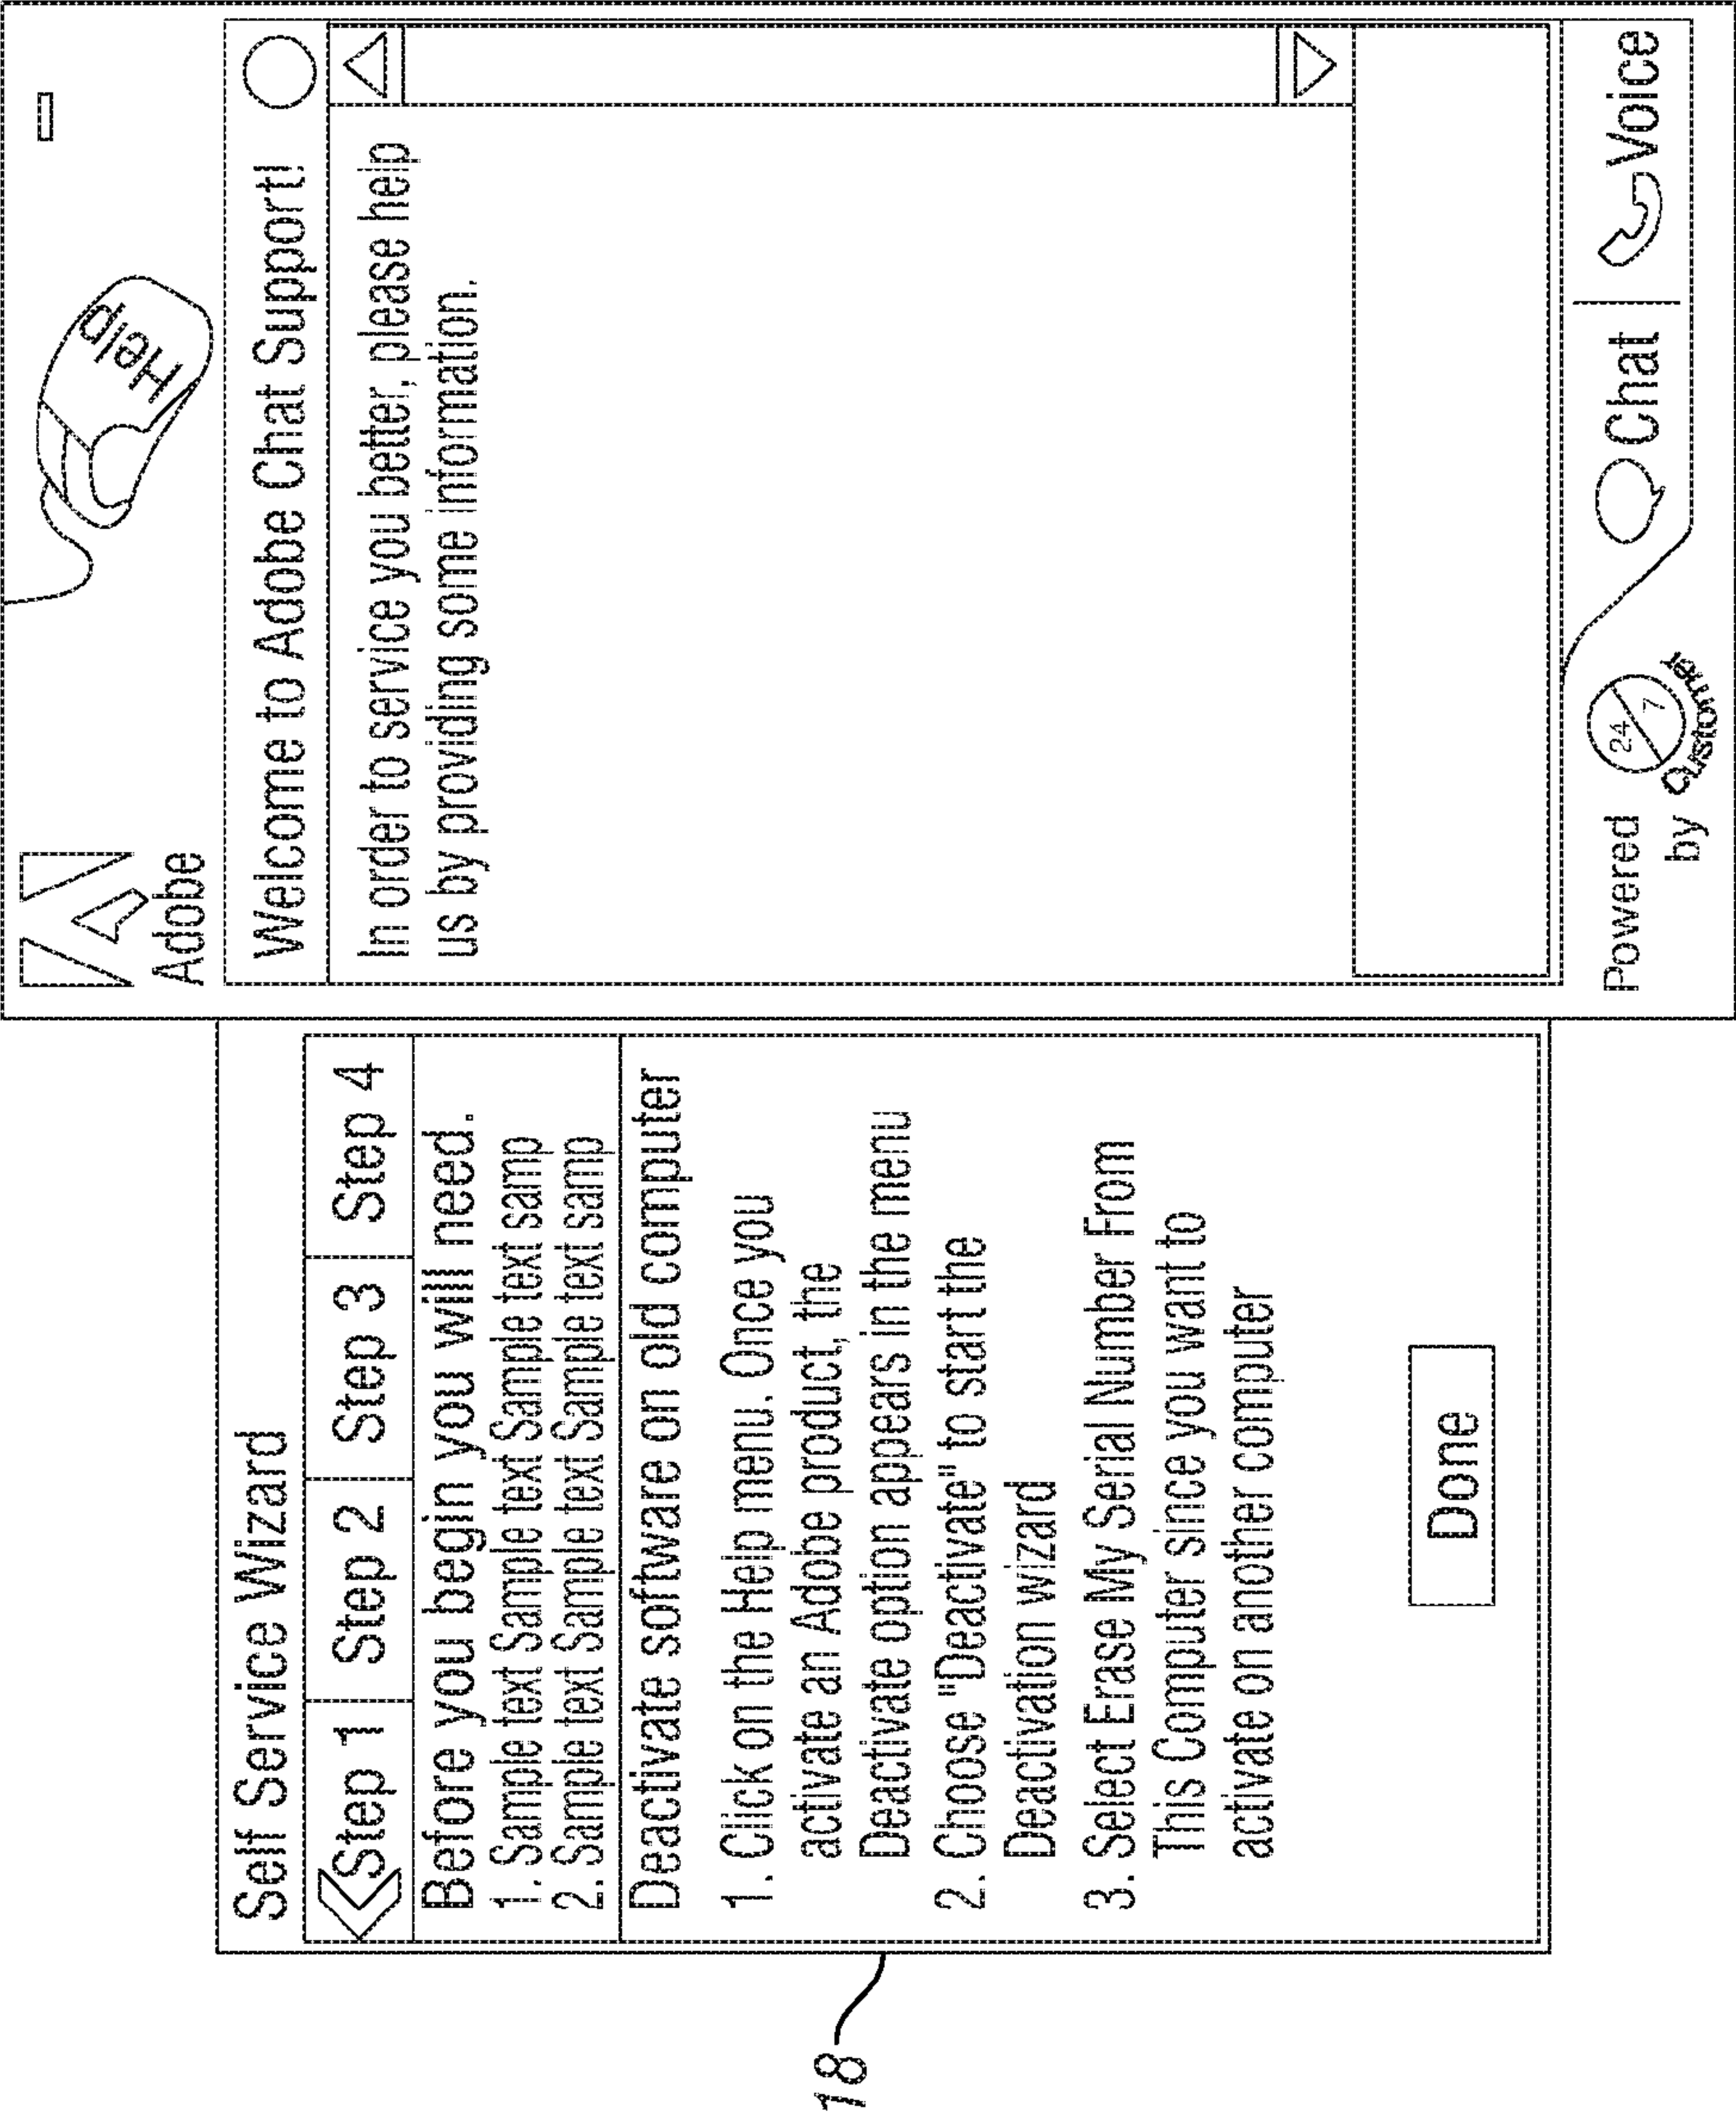 18
Self Service Wizard
Step 1 Step 2 Step 3 Step 4
Before you begin you will need.
1. Sample text Sample text Sample text samp
2. Sample text Sample text Sample text samp
Deactivate software on old computer
1. Click on the Help menu. Once you
activate an Adobe product, the
Deactivate option appears in the menu
2. Choose "Deactivate" to start the
Deactivation wizard
3. Select Erase My Serial Number From
This Computer since you want to
activate on another computer
Done
Adobe
Help
Welcome to Adobe Chat Support!
In order to service you better, please help
us by providing some information.
Powered
by
24
7
Customer
Chat | Voice